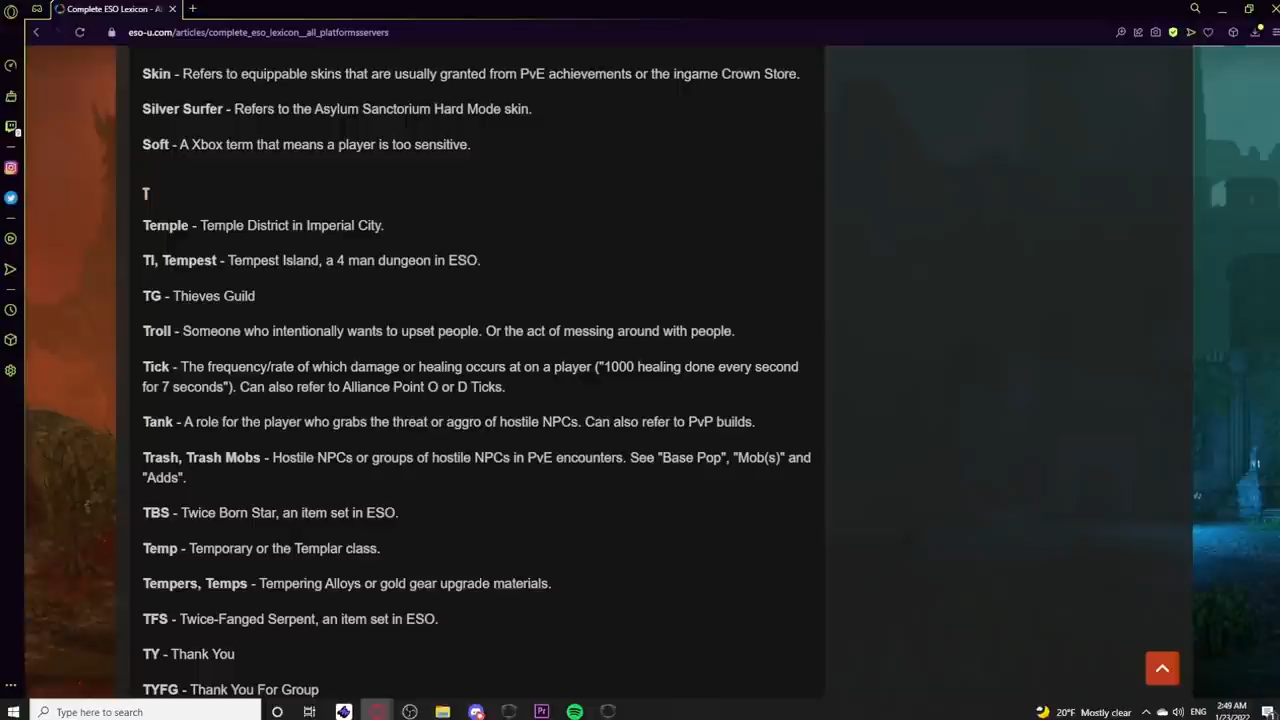 Complete ESO Lexicon - A
eso-u.com/articles/complete_eso_lexicon__all_platformsservers
Skin - Refers to equippable skins that are usually granted from PvE achievements or the ingame Crown Store.
Silver Surfer - Refers to the Asylum Sanctorium Hard Mode skin.
Soft - A Xbox term that means a player is too sensitive.
T
Temple - Temple District in Imperial City.
TI, Tempest - Tempest Island, a 4 man dungeon in ESO.
TG - Thieves Guild
Troll - Someone who intentionally wants to upset people. Or the act of messing around with people.
Tick - The frequency/rate of which damage or healing occurs at on a player ("1000 healing done every second
for 7 seconds"). Can also refer to Alliance Point O or D Ticks.
Tank - A role for the player who grabs the threat or aggro of hostile NPCs. Can also refer to PvP builds.
Trash, Trash Mobs - Hostile NPCs or groups of hostile NPCs in PvE encounters. See "Base Pop", "Mob(s)" and
"Adds".
TBS - Twice Born Star, an item set in ESO.
Temp - Temporary or the Templar class.
Tempers, Temps - Tempering Alloys or gold gear upgrade materials.
TFS - Twice-Fanged Serpent, an item set in ESO.
TY - Thank You
TYFG - Thank You For Group
Type here to search
Pr
20°F Mostly clear
ENG
2:49 AM
1/23/2022